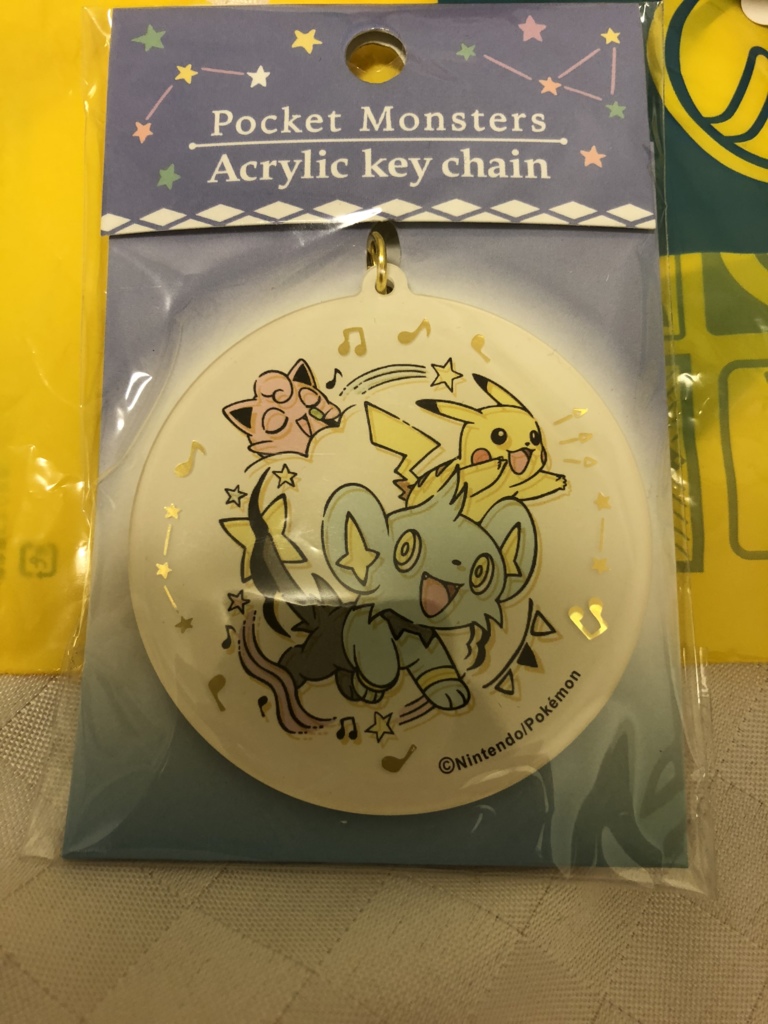 Pocket Monsters
Acrylic key chain
©Nintendo/Pokémon